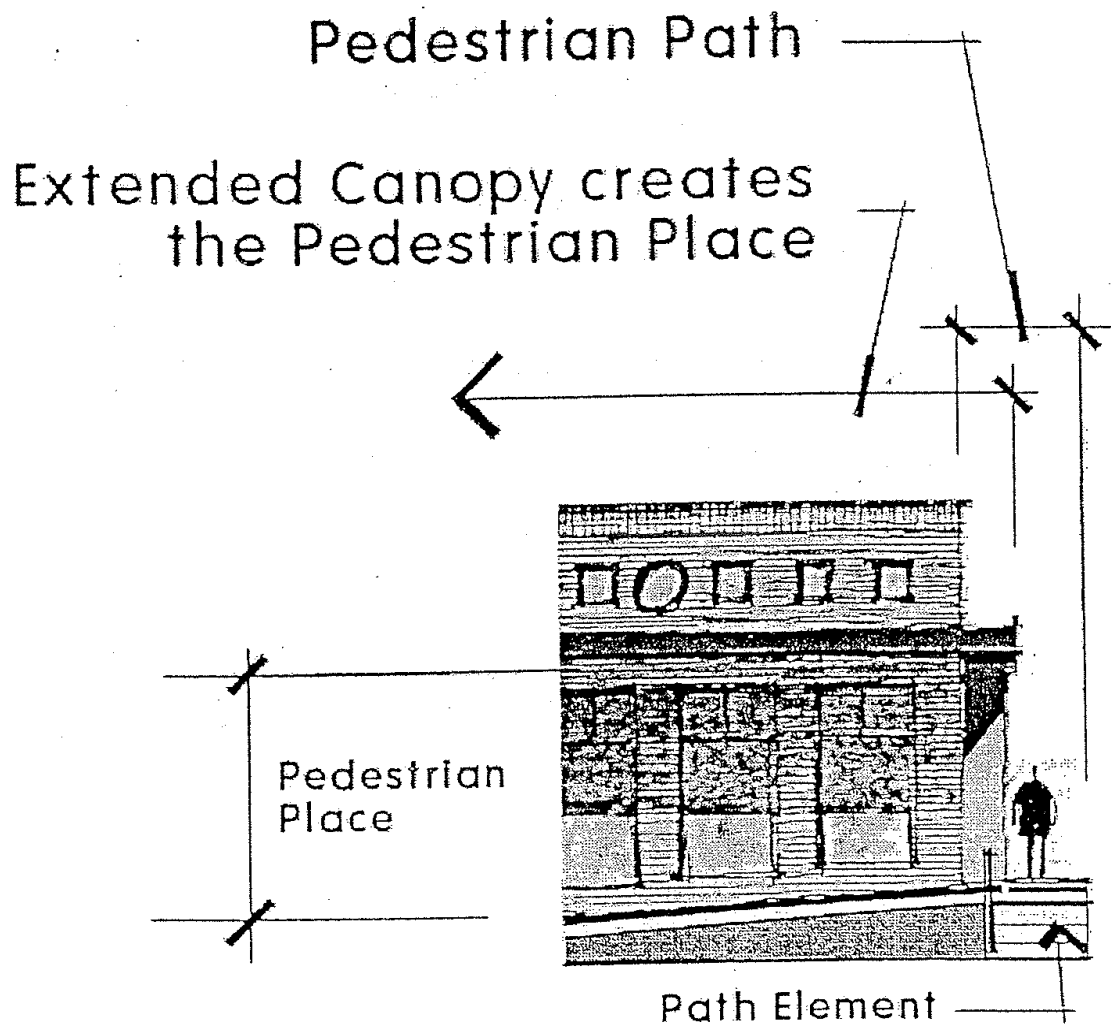 Pedestrian Path
Extended Canopy creates
the Pedestrian Place
Pedestrian
Place
Path Element